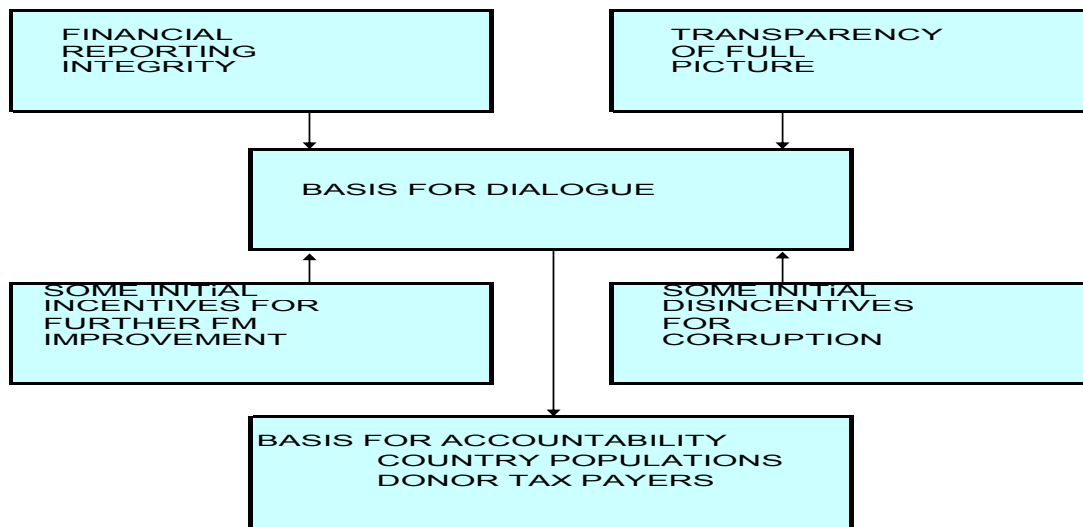 FINANCIAL
REPORTING
INTEGRITY
TRANSPARENCY
OF FULL
PICTURE
BASIS FOR DIALOGUE
SOME INITiAL
INCENTIVES FOR
FURTHER FM
IMPROVEMENT
SOME INITiAL
DISINCENTIVES
FOR
CORRUPTION
BASIS FOR ACCOUNTABILITY
COUNTRY POPULATIONS
DONOR TAX PAYERS